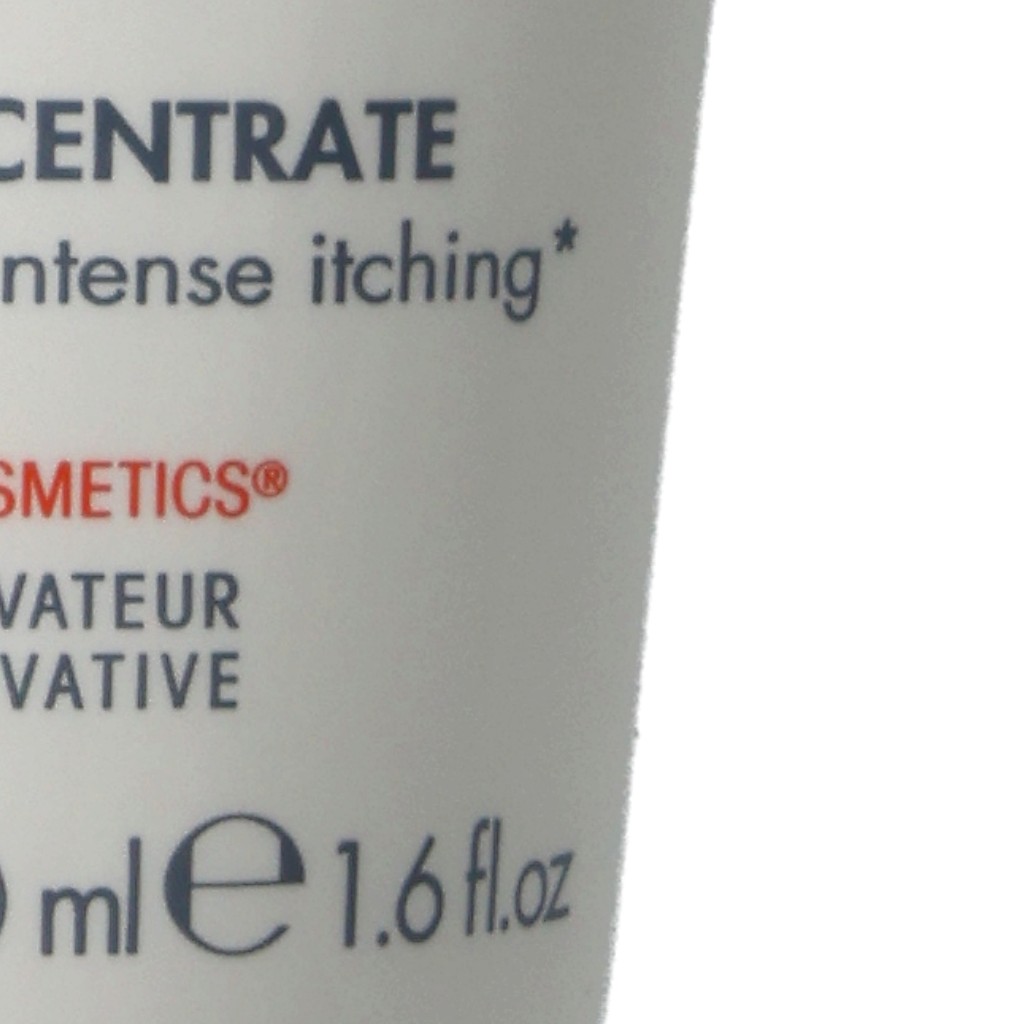 CENTRATE
ntense itching*
SMETICS®
VATEUR
VATIVE
ml e 1.6 fl.oz